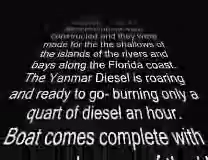 constructed and they were
made for the the shallows of
the islands of the rivers and
bays along the Florida coast.
The Yanmar Diesel is roaring
and ready to go- burning only a
quart of diesel an hour.
Boat comes complete with